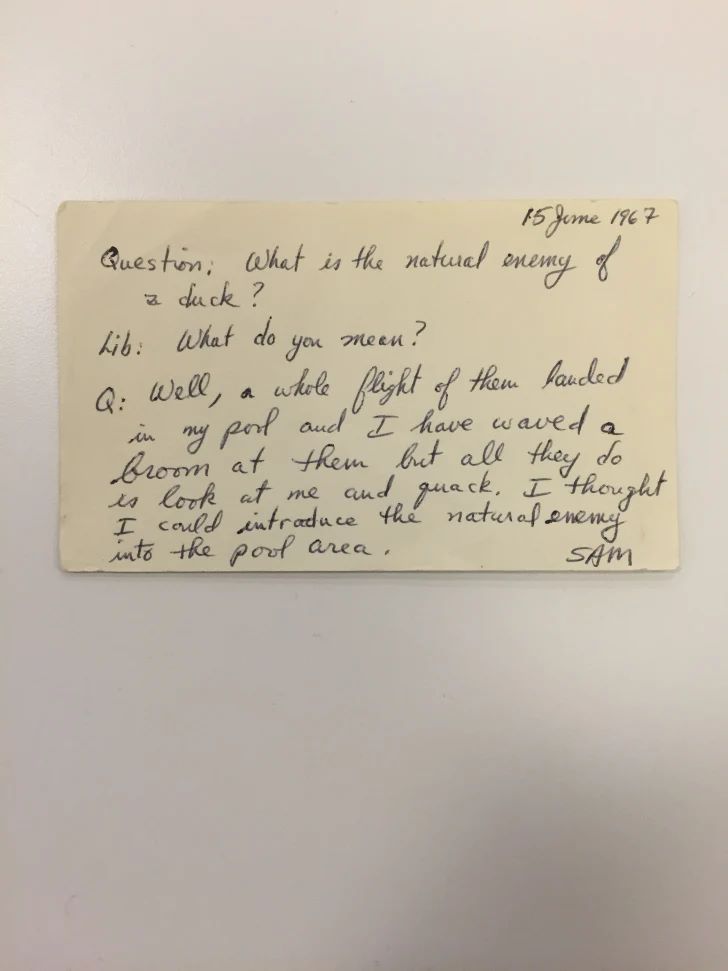 15 June 1967
Question: What is the natural enemy of
a duck?
Lib: What do you mean?
Q: Well, a whole flight of them landed
in my pool and I have waved a
broom at them but all they do
is look at me and quack. I thought
I could introduce the natural enemy
into the pool area.
SAM